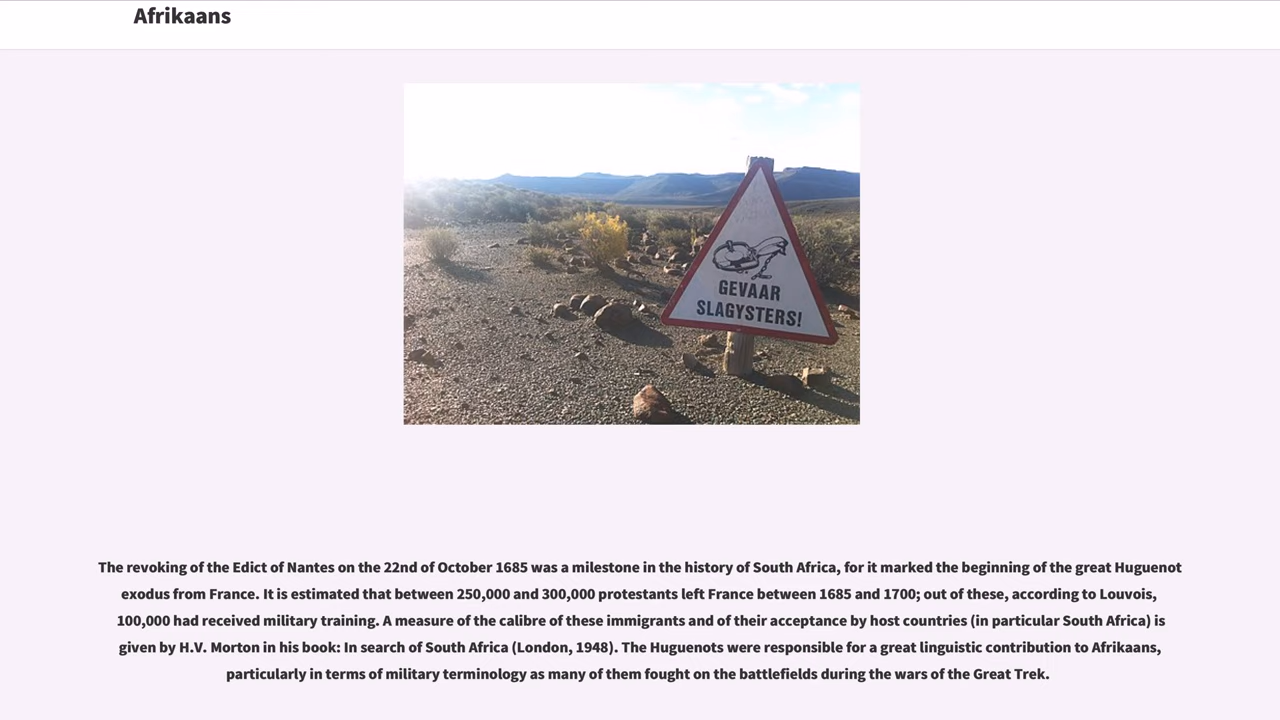 Afrikaans
GEVAAR
SLAGYSTERS!
The revoking of the Edict of Nantes on the 22nd of October 1685 was a milestone in the history of South Africa, for it marked the beginning of the great Huguenot
exodus from France. It is estimated that between 250,000 and 300,000 protestants left France between 1685 and 1700; out of these, according to Louvois,
100,000 had received military training. A measure of the calibre of these immigrants and of their acceptance by host countries (in particular South Africa) is
given by H.V. Morton in his book: In search of South Africa (London, 1948). The Huguenots were responsible for a great linguistic contribution to Afrikaans,
particularly in terms of military terminology as many of them fought on the battlefields during the wars of the Great Trek.